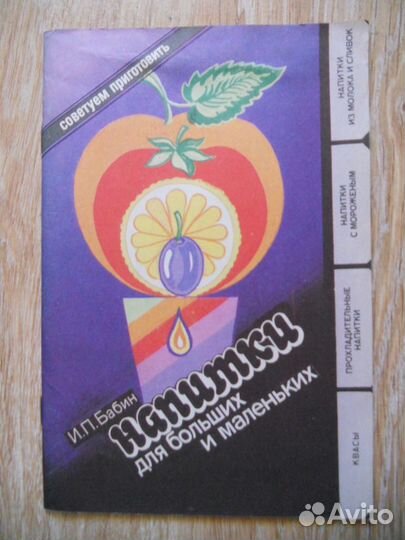 советуем приготовить
И.П. Бабин
напитки
для больших
и маленьких
НАПИТКИ
ИЗ МОЛОКА И СЛИВОК
НАПИТКИ
С МОРОЖЕНЫМ
ПРОХЛАДИТЕЛЬНЫЕ
НАПИТКИ
КВАСЫ
Avito